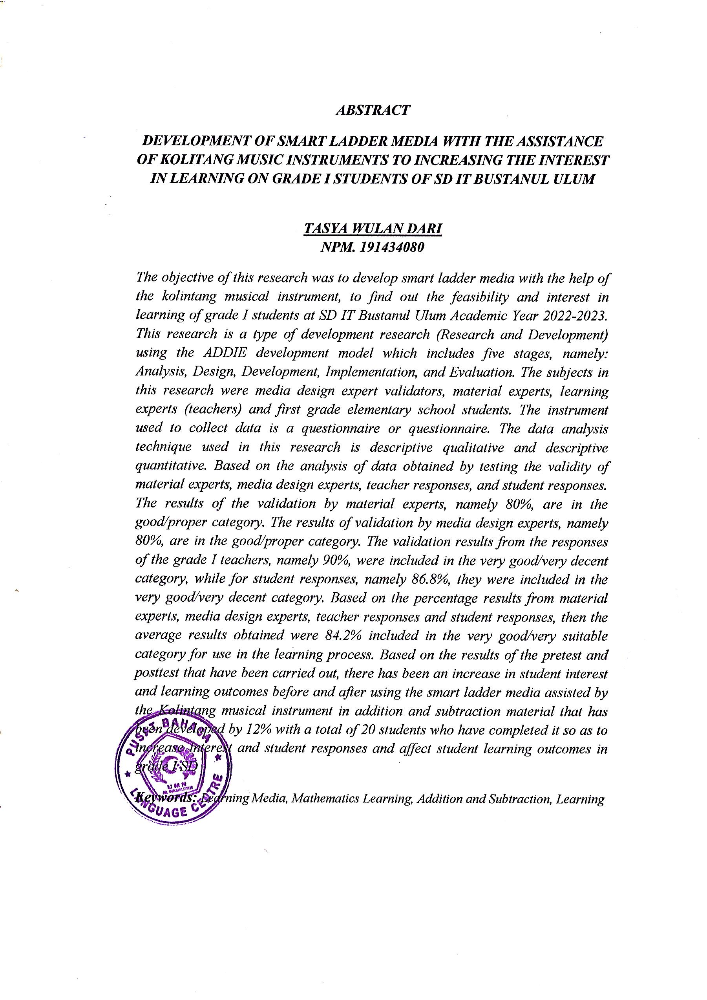 ABSTRACT
DEVELOPMENT OF SMART LADDER MEDIA WITH THE ASSISTANCE
OF KOLITANG MUSIC INSTRUMENTS TO INCREASING THE INTEREST
IN LEARNING ON GRADE I STUDENTS OF SD IT BUSTANUL ULUM
TASYA WULAN DARI
NPM. 191434080
The objective of this research was to develop smart ladder media with the help of
the kolintang musical instrument, to find out the feasibility and interest in
learning of grade I students at SD IT Bustanul Ulum Academic Year 2022-2023.
This research is a type of development research (Research and Development)
using the ADDIE development model which includes five stages, namely:
Analysis, Design, Development, Implementation, and Evaluation. The subjects in
this research were media design expert validators, material experts, learning
experts (teachers) and first grade elementary school students. The instrument
used to collect data is a questionnaire or questionnaire. The data analysis
technique used in this research is descriptive qualitative and descriptive
quantitative. Based on the analysis of data obtained by testing the validity of
material experts, media design experts, teacher responses, and student responses.
The results of the validation by material experts, namely 80%, are in the
good/proper category. The results of validation by media design experts, namely
80%, are in the good/proper category. The validation results from the responses
of the grade I teachers, namely 90%, were included in the very good/very decent
category, while for student responses, namely 86.8%, they were included in the
very good/very decent category. Based on the percentage results from material
experts, media design experts, teacher responses and student responses, then the
average results obtained were 84.2% included in the very good/very suitable
category for use in the learning process. Based on the results of the pretest and
posttest that have been carried out, there has been an increase in student interest
and learning outcomes before and after using the smart ladder media assisted by
the Kolintang musical instrument in addition and subtraction material that has
been developed by 12% with a total of 20 students who have completed it so as to
increase interest and student responses and affect student learning outcomes in
grade I SD
Keywords: Learning Media, Mathematics Learning, Addition and Subtraction, Learning
PUSAT BAHASA
UMN
AL WASHLIYAH
LANGUAGE CENTRE